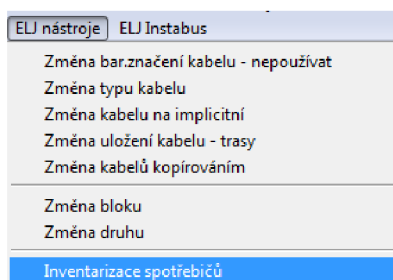 ELJ nástroje ELJ Instabus
Změna bar.značení kabelu - nepoužívat
Změna typu kabelu
Změna kabelu na implicitní
Změna uložení kabelu - trasy
Změna kabelů kopírováním
Změna bloku
Změna druhu
Inventarizace spotřebičů